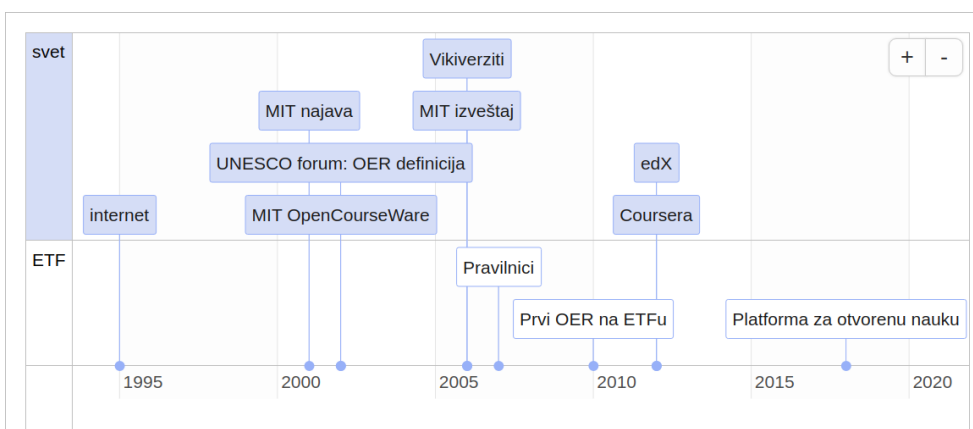 svet
Vikiverziti
+ -
MIT najava
MIT izveštaj
UNESCO forum: OER definicija
edX
internet
MIT OpenCourseWare
Coursera
ETF
Pravilnici
Prvi OER na ETFu
Platforma za otvorenu nauku
1995 2000 2005 2010 2015 2020